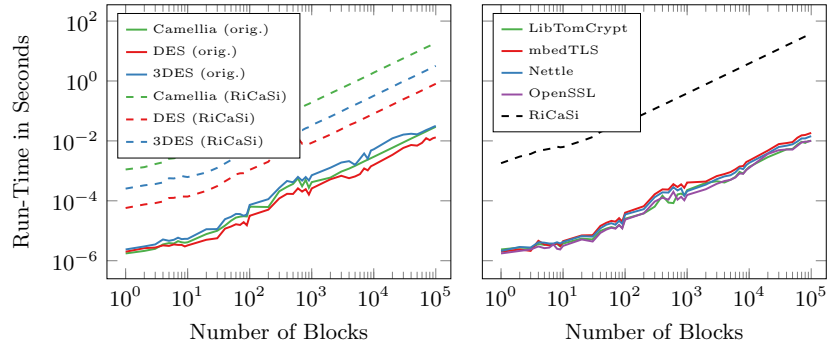 Run-Time in Seconds
10^2
10^0
10^−2
10^−4
10^−6
Camellia (orig.)
DES (orig.)
3DES (orig.)
Camellia (RiCaSi)
DES (RiCaSi)
3DES (RiCaSi)
10^0 10^1 10^2 10^3 10^4 10^5
Number of Blocks
LibTomCrypt
mbedTLS
Nettle
OpenSSL
RiCaSi
10^0 10^1 10^2 10^3 10^4 10^5
Number of Blocks